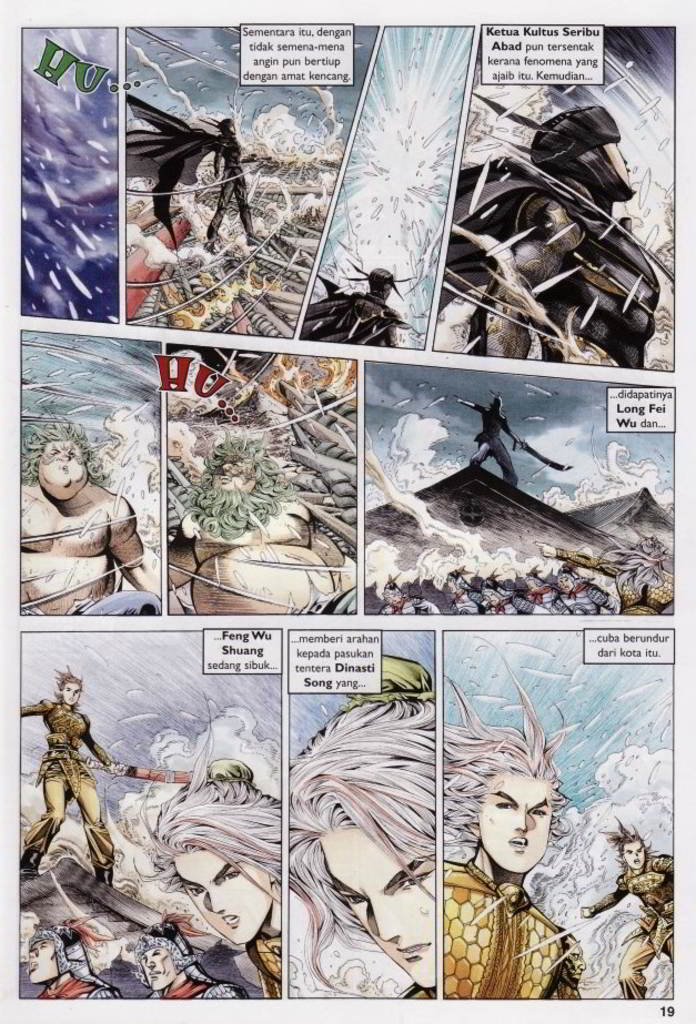 HU...
Sementara itu, dengan
tidak semena-mena
angin pun bertiup
dengan amat kencang.
Ketua Kultus Seribu
Abad pun tersentak
kerana fenomena yang
ajaib itu. Kemudian...
HU...
...didapatinya
Long Fei
Wu dan...
...Feng Wu
Shuang
sedang sibuk...
...memberi arahan
kepada pasukan
tentera Dinasti
Song yang...
...cuba berundur
dari kota itu.
19